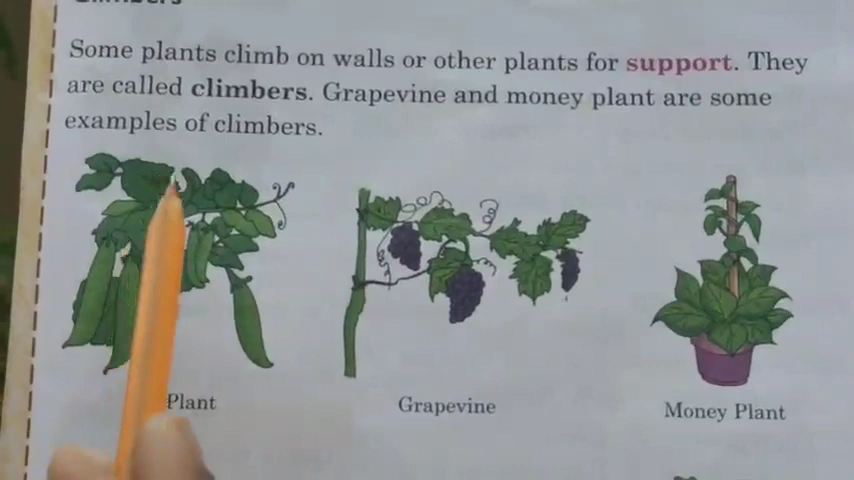 Some plants climb on walls or other plants for support. They
are called climbers. Grapevine and money plant are some
examples of climbers.
Plant
Grapevine
Money Plant